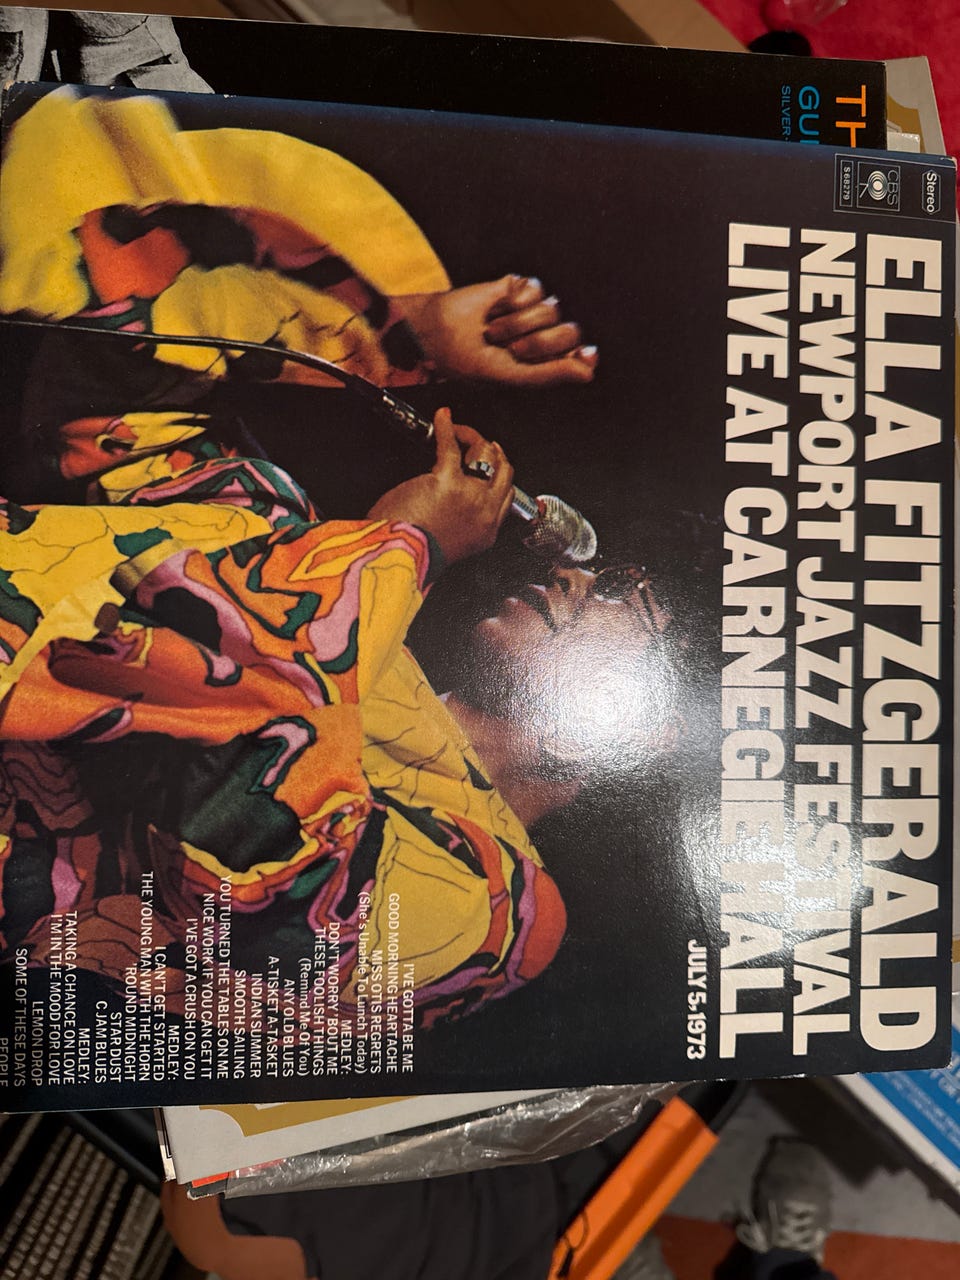 Stereo
CBS
S 68279
ELLA FITZGERALD
NEWPORT JAZZ FESTIVAL
LIVE AT CARNEGIE HALL
JULY 5, 1973
I'VE GOTTA BE ME
GOOD MORNING HEARTACHE
MISS OTIS REGRETS
(She's Unable To Lunch Today)
MEDLEY:
DON'T WORRY 'BOUT ME
THESE FOOLISH THINGS
(Remind Me of You)
ANY OLD BLUES
A-TISKET A-TASKET
INDIAN SUMMER
SMOOTH SAILING
YOU TURNED THE TABLES ON ME
NICE WORK IF YOU CAN GET IT
I'VE GOT A CRUSH ON YOU
MEDLEY:
I CAN'T GET STARTED
THE YOUNG MAN WITH THE HORN
'ROUND MIDNIGHT
STAR DUST
C JAM BLUES
MEDLEY:
TAKING A CHANCE ON LOVE
I'M IN THE MOOD FOR LOVE
LEMON DROP
SOME OF THESE DAYS
PEOPLE
TH
GU
SILVER